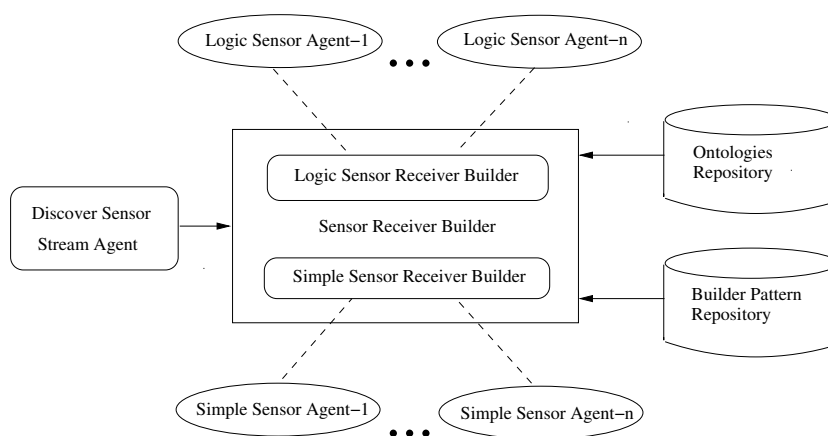 Logic Sensor Agent−1
Logic Sensor Agent−n
Logic Sensor Receiver Builder
Ontologies
Repository
Discover Sensor
Stream Agent
Sensor Receiver Builder
Simple Sensor Receiver Builder
Builder Pattern
Repository
Simple Sensor Agent−1
Simple Sensor Agent−n